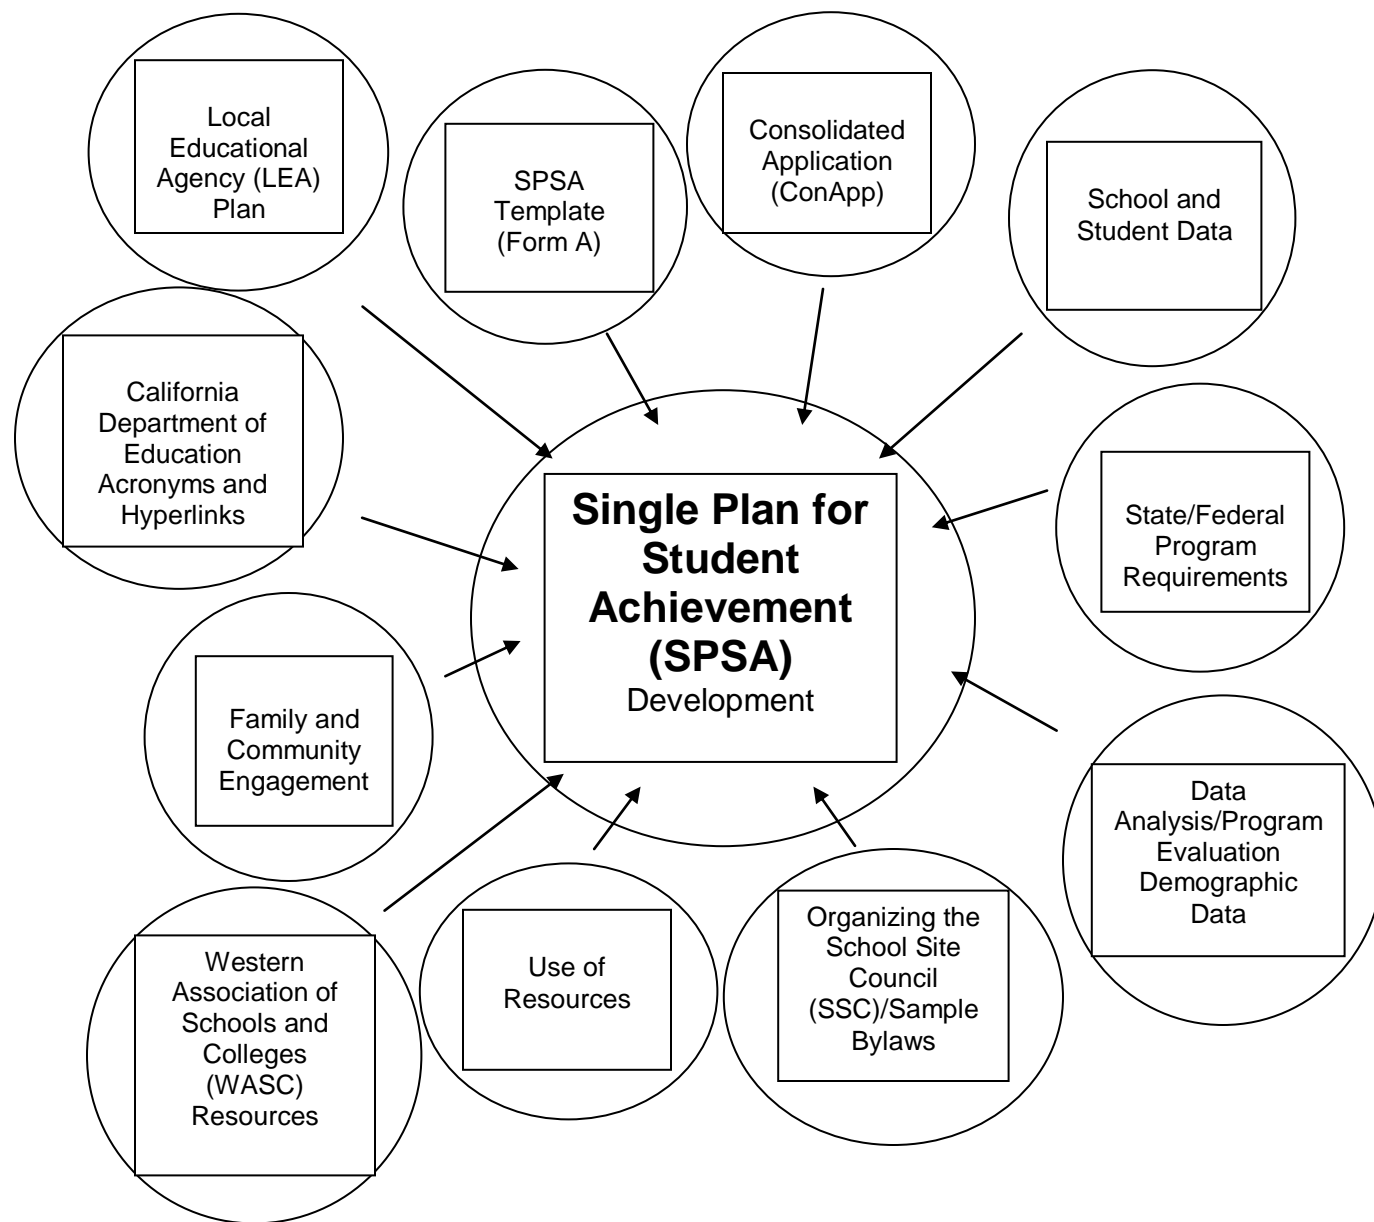 Local
Educational
Agency (LEA)
Plan
SPSA
Template
(Form A)
Consolidated
Application
(ConApp)
School and
Student Data
California
Department of
Education
Acronyms and
Hyperlinks
Single Plan for
Student
Achievement
(SPSA)
Development
State/Federal
Program
Requirements
Family and
Community
Engagement
Data
Analysis/Program
Evaluation
Demographic
Data
Western
Association of
Schools and
Colleges
(WASC)
Resources
Use of
Resources
Organizing the
School Site
Council
(SSC)/Sample
Bylaws